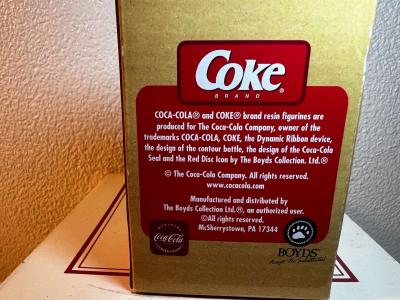 Coke®
BRAND
COCA-COLA® and COKE® brand resin figurines are
produced for The Coca-Cola Company, owner of the
trademarks COCA-COLA, COKE, the Dynamic Ribbon device,
the design of the contour bottle, the design of the Coca-Cola
Seal and the Red Disc Icon by The Boyds Collection. Ltd.®
© The Coca-Cola Company. All rights reserved.
www.cocacola.com
Manufactured and distributed by
The Boyds Collection Ltd.®, an authorized user.
©All rights reserved.
McSherrystown, PA 17344
Coca-Cola
BOYDS
Accept No Substitutes!